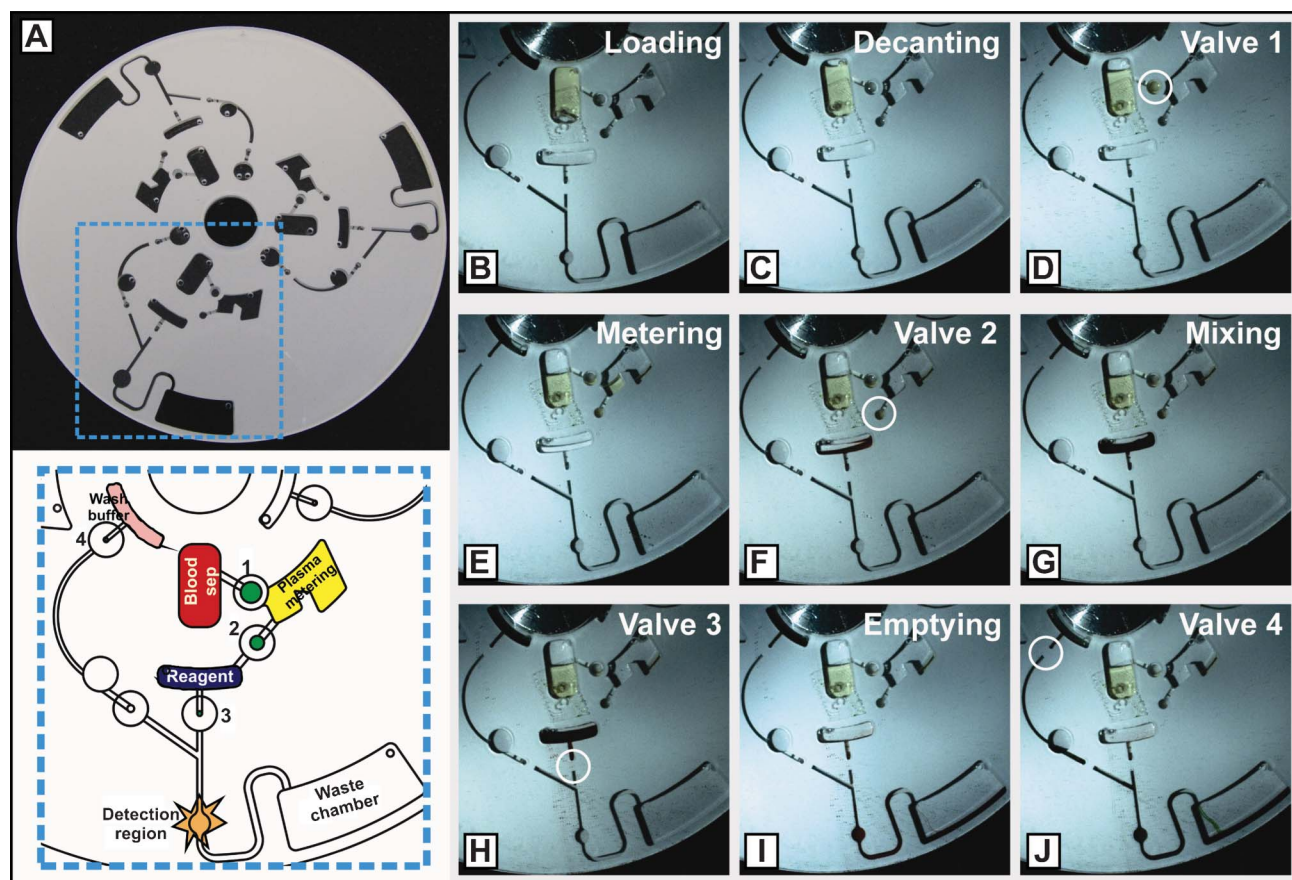 A
Loading
B
Decanting
C
Valve 1
D
Metering
E
Valve 2
F
Mixing
G
Valve 3
H
Emptying
I
Valve 4
J
Wash
buffer
4
Blood
sep
1
Plasma
metering
2
Reagent
3
Detection
region
Waste
chamber